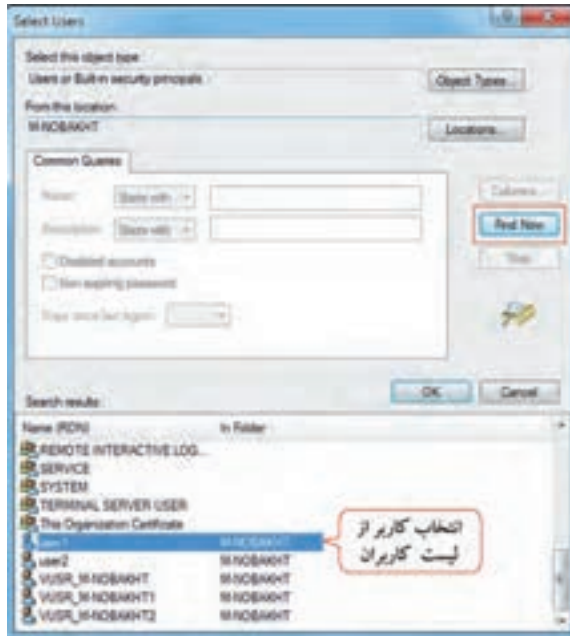 Select Users
Select this object type:
Users or Built-in security principals
Object Types...
From this location:
M-NOBAKHT
Locations...
Common Queries
Name:
Starts with
Columns...
Description:
Starts with
Find Now
Disabled accounts
Stop
Non expiring password
Days since last logon:
OK
Cancel
Search results:
Name (RDN)
In Folder
REMOTE INTERACTIVE LOG...
SERVICE
SYSTEM
TERMINAL SERVER USER
This Organization Certificate
user1
M-NOBAKHT
user2
M-NOBAKHT
VUSR_M-NOBAKHT
M-NOBAKHT
VUSR_M-NOBAKHT1
M-NOBAKHT
VUSR_M-NOBAKHT2
M-NOBAKHT
انتخاب کاربر از
لیست کاربران